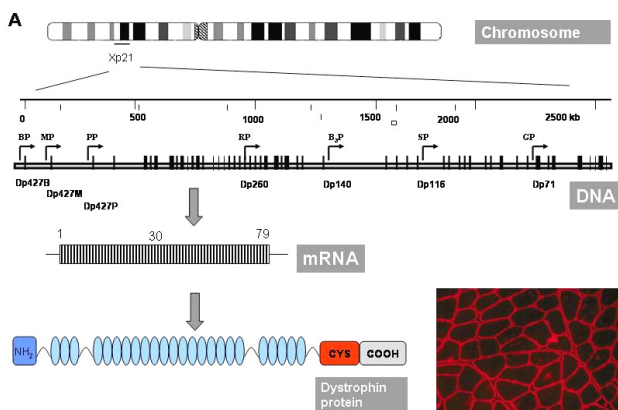 A
Chromosome
Xp21
0 500 1000 1500 2000 2500 kb
BP MP PP RP B₃P SP GP
Dp427B Dp427M Dp427P Dp260 Dp140 Dp116 Dp71
DNA
1 30 79
mRNA
NH₂ CYS COOH
Dystrophin
protein